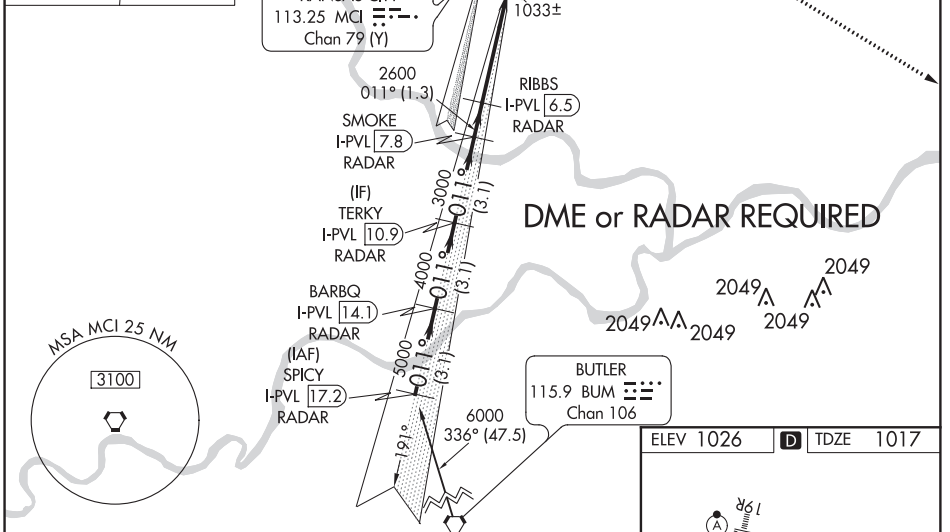 113.25 MCI
Chan 79 (Y)
1033±
2600
011° (1.3)
RIBBS
I-PVL 6.5
RADAR
SMOKE
I-PVL 7.8
RADAR
3000
011°
(3.1)
(IF)
TERKY
I-PVL 10.9
RADAR
DME or RADAR REQUIRED
4000
011°
(3.1)
2049
2049
2049
2049
2049
BARBQ
I-PVL 14.1
RADAR
5000
011°
(3.1)
(IAF)
SPICY
I-PVL 17.2
RADAR
MSA MCI 25 NM
3100
BUTLER
115.9 BUM
Chan 106
6000
336° (47.5)
191°
ELEV 1026
D
TDZE 1017
A
19R